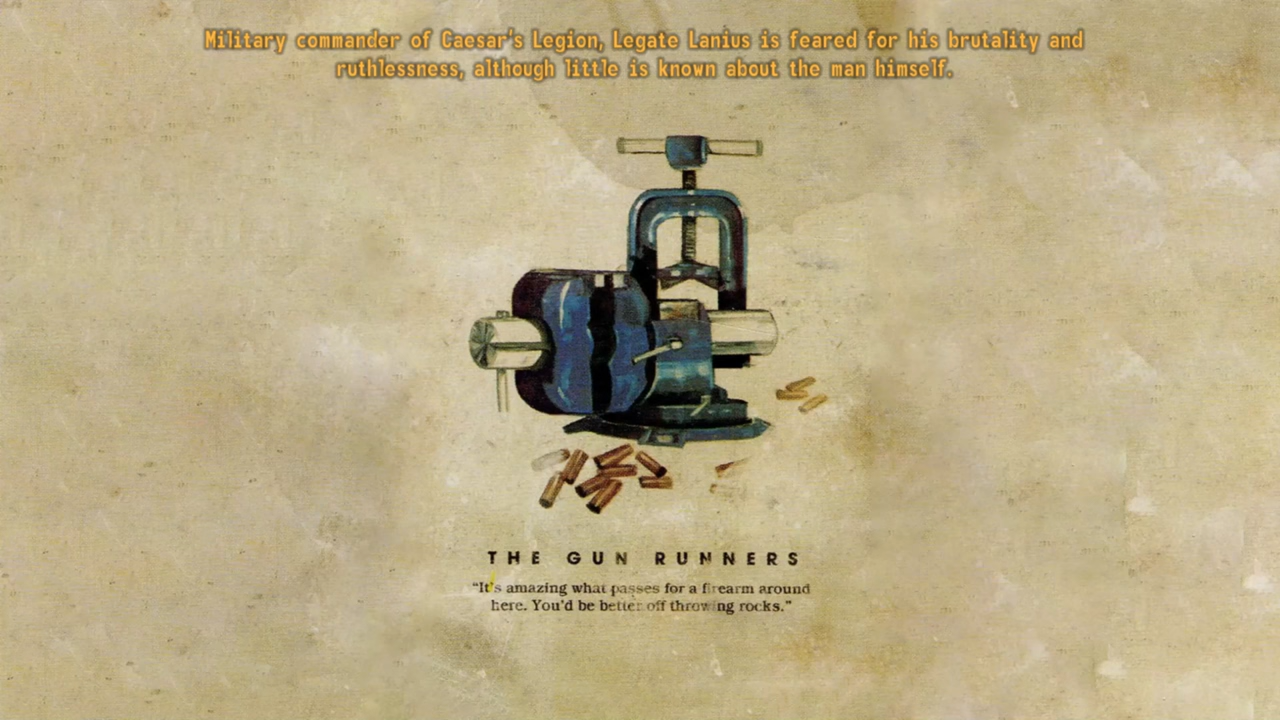 Military commander of Caesar's Legion, Legate Lanius is feared for his brutality and
ruthlessness, although little is known about the man himself.
THE GUN RUNNERS
“It's amazing what passes for a firearm around
here. You'd be better off throwing rocks.”